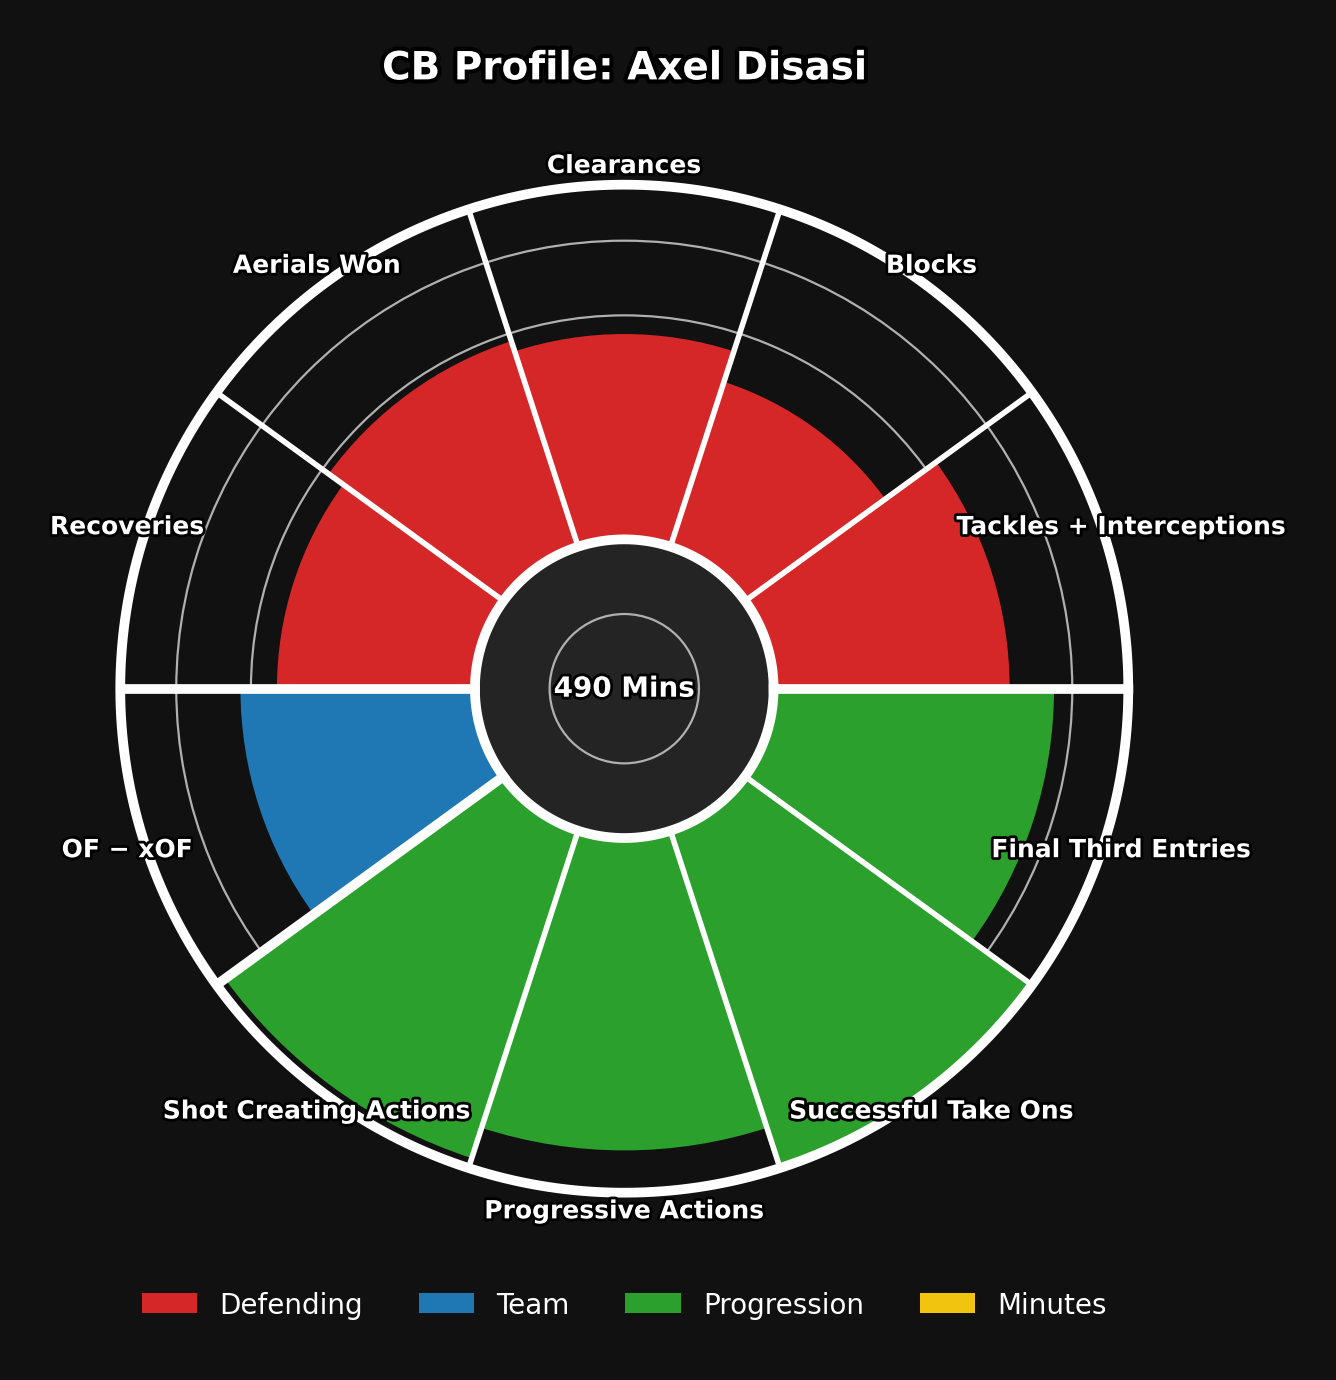 CB Profile: Axel Disasi
Clearances
Aerials Won
Blocks
Recoveries
Tackles + Interceptions
490 Mins
OF − xOF
Final Third Entries
Shot Creating Actions
Successful Take Ons
Progressive Actions
Defending
Team
Progression
Minutes